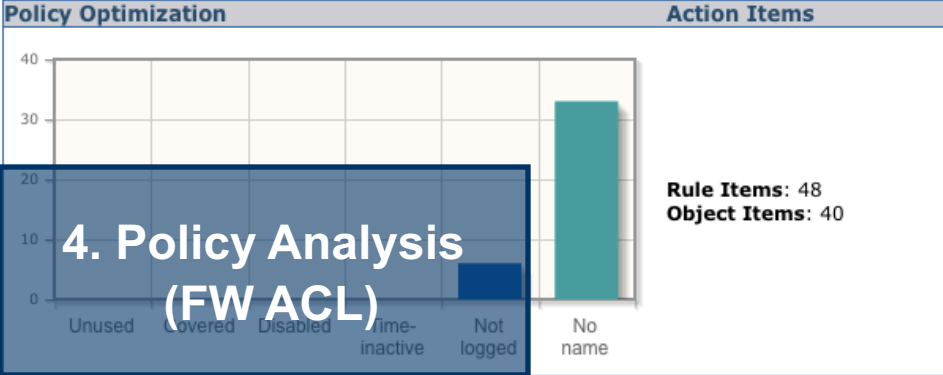 Policy Optimization
Action Items
40
30
20
10
0
Unused
Covered
Disabled
Time-
inactive
Not
logged
No
name
Rule Items: 48
Object Items: 40
4. Policy Analysis
(FW ACL)